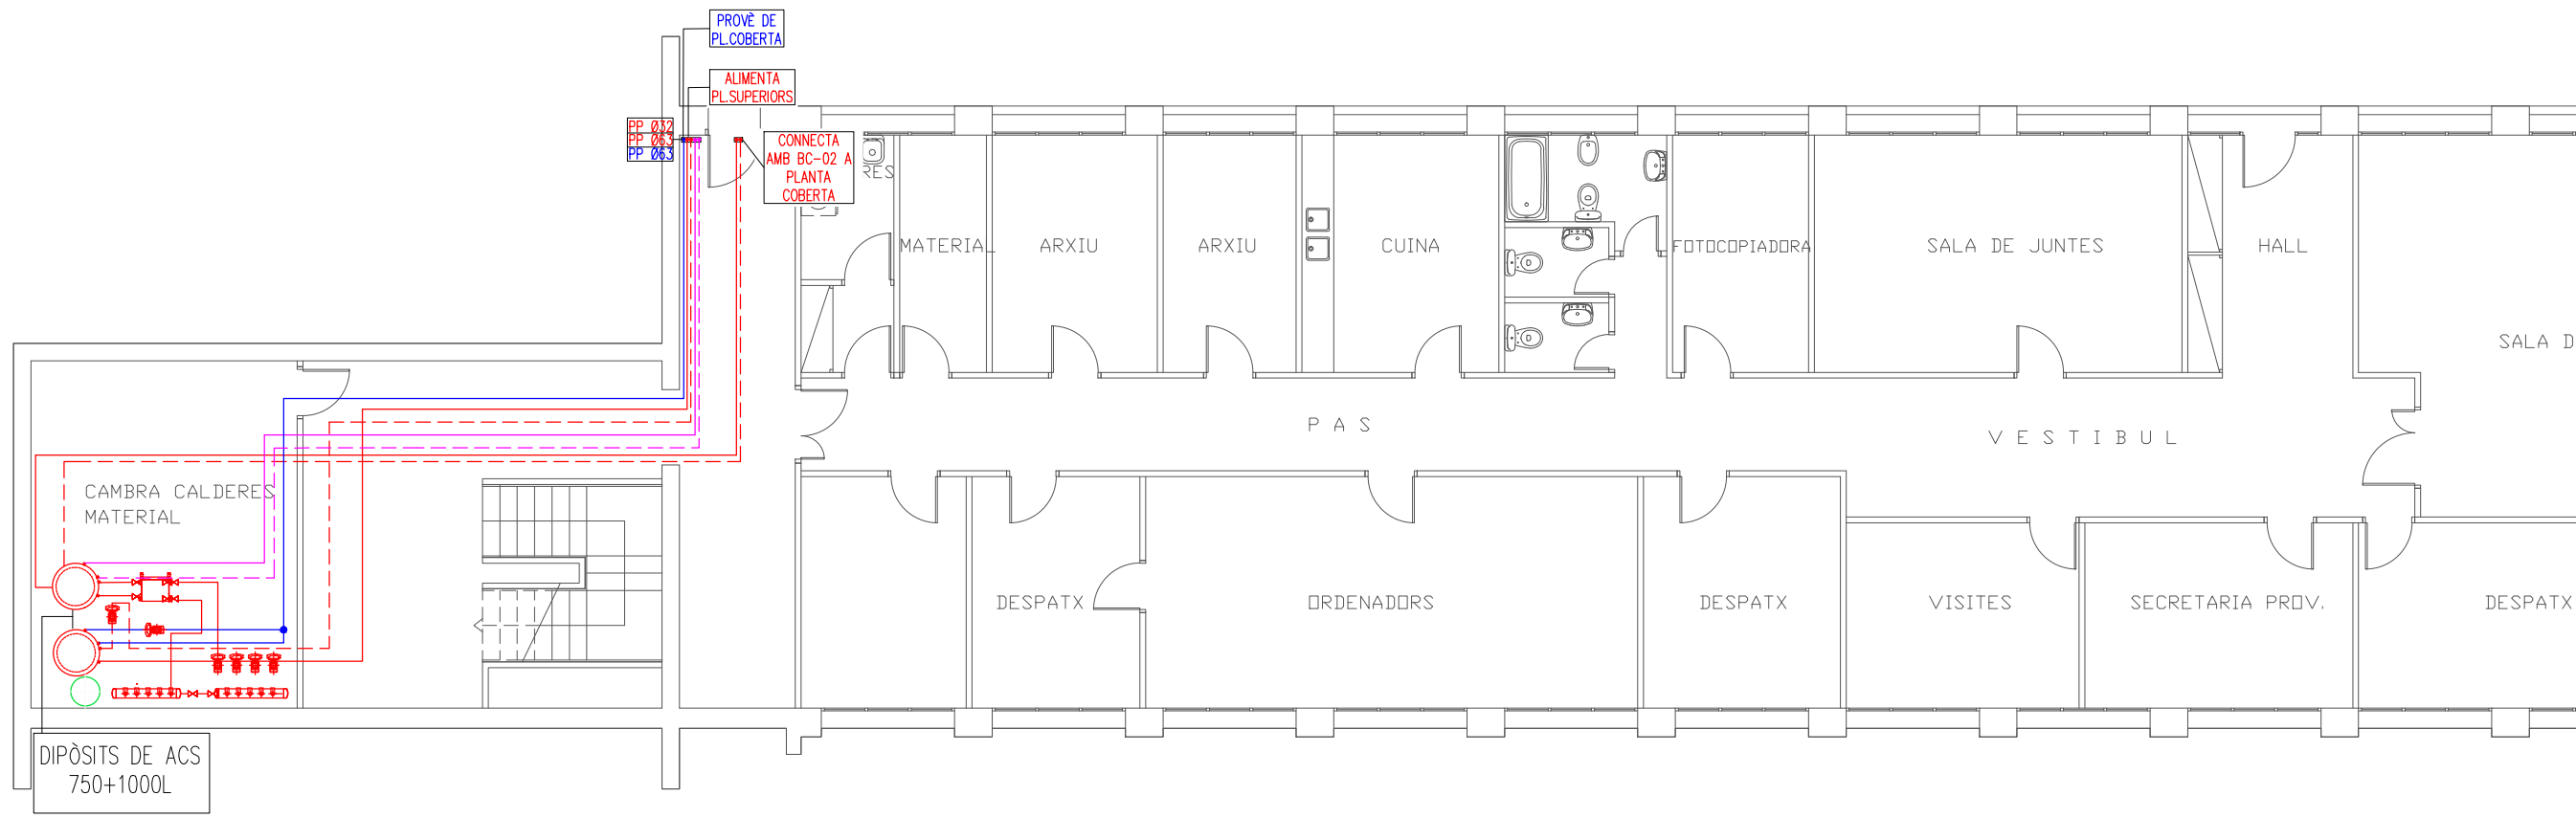 PROVÈ DE
PL.COBERTA
ALIMENTA
PL.SUPERIORS
PP Ø32
PP Ø63
PP Ø63
CONNECTA
AMB BC-02 A
PLANTA
COBERTA
RES
MATERIAL
ARXIU
ARXIU
CUINA
FOTOCOPIADORA
SALA DE JUNTES
HALL
SALA D
P A S
V E S T I B U L
CAMBRA CALDERES
MATERIAL
DESPATX
ORDENADORS
DESPATX
VISITES
SECRETARIA PROV.
DESPATX
DIPÒSITS DE ACS
750+1000L